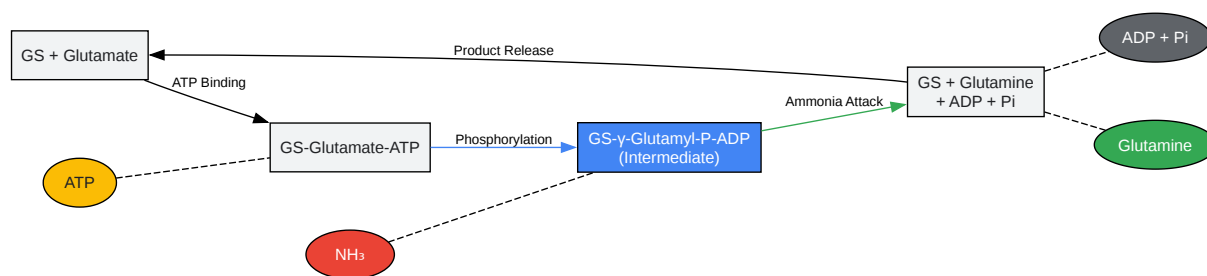 GS + Glutamate
Product Release
ADP + Pi
ATP Binding
GS + Glutamine
+ ADP + Pi
Ammonia Attack
GS-Glutamate-ATP
Phosphorylation
GS-γ-Glutamyl-P-ADP
(Intermediate)
Glutamine
ATP
NH₃